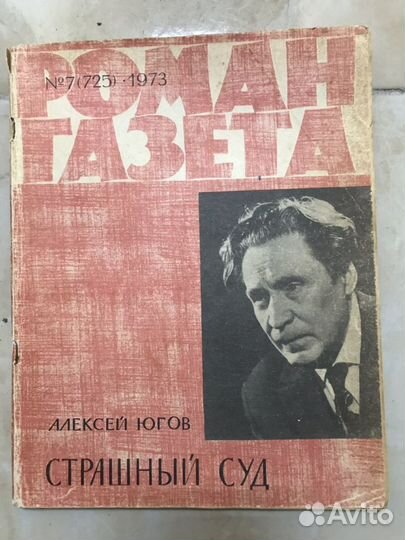 РОМАН
№7(725)·1973
ГАЗЕТА
АЛЕКСЕЙ ЮГОВ
СТРАШНЫЙ СУД
Avito